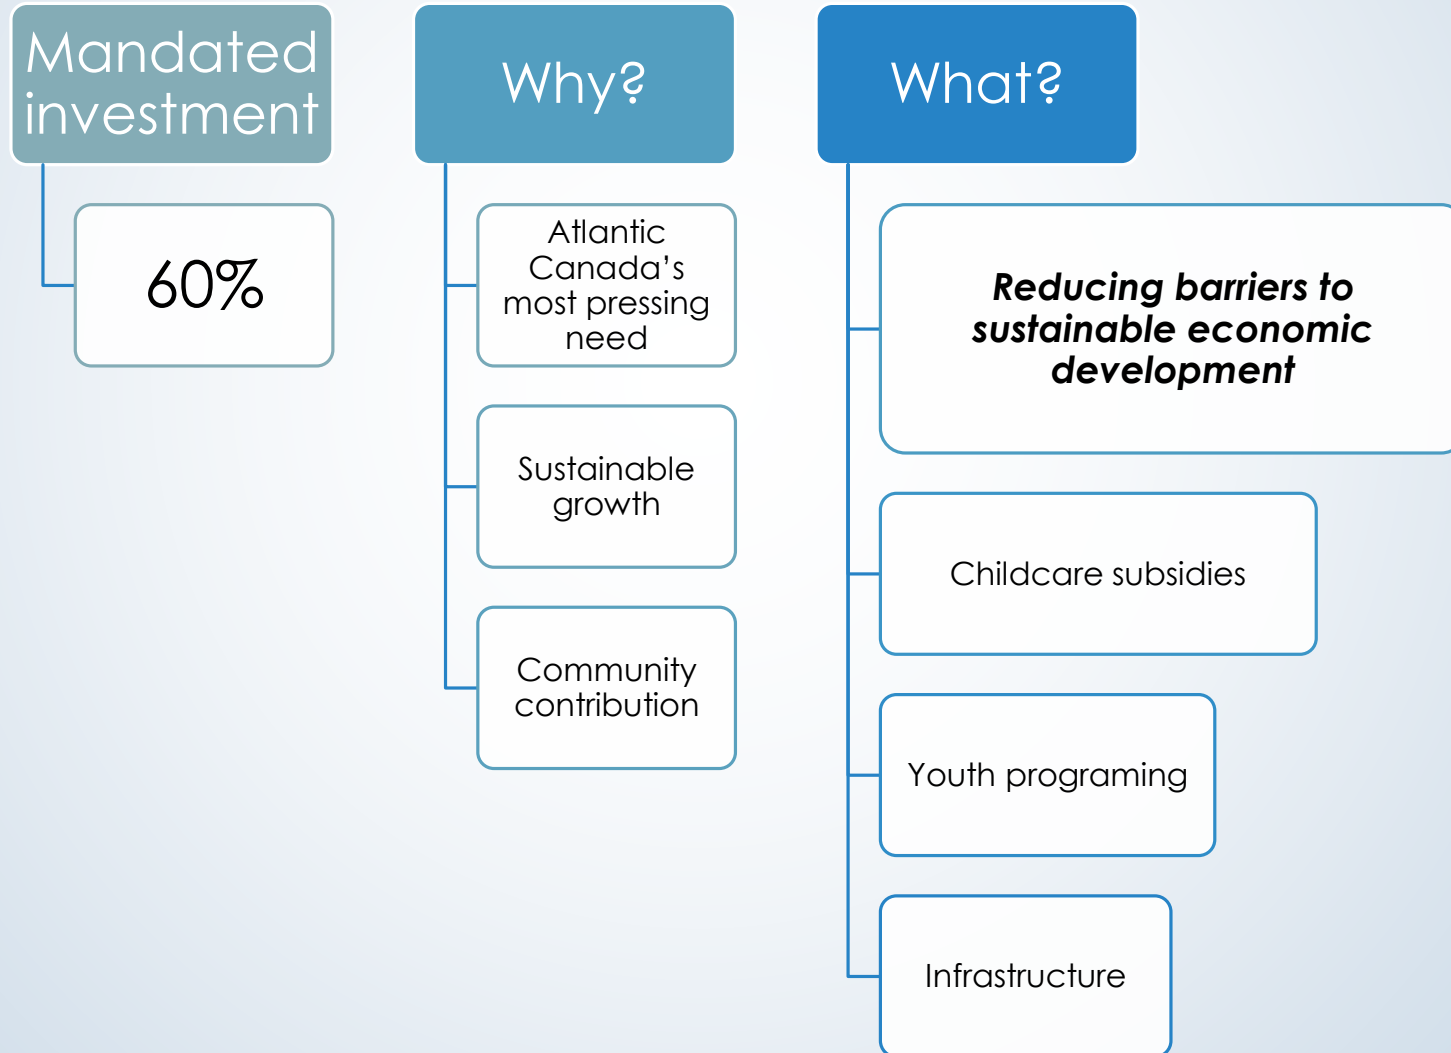 Mandated
investment
60%
Why?
Atlantic
Canada’s
most pressing
need
Sustainable
growth
Community
contribution
What?
Reducing barriers to
sustainable economic
development
Childcare subsidies
Youth programing
Infrastructure